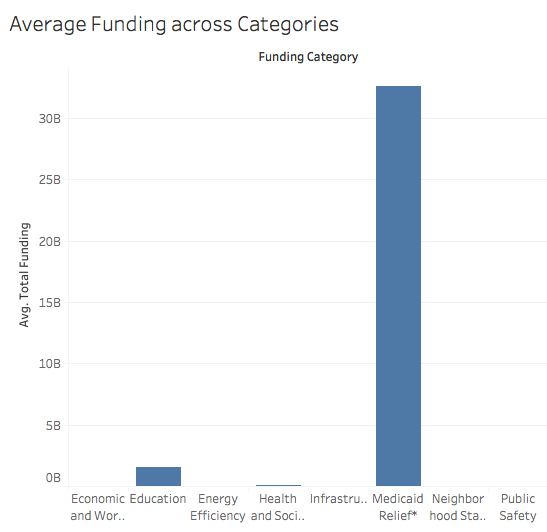 Average Funding across Categories
Funding Category
Avg. Total Funding
30B
25B
20B
15B
10B
5B
0B
Economic and Wor..
Education
Energy Efficiency
Health and Soci..
Infrastru..
Medicaid Relief*
Neighbor hood Sta..
Public Safety